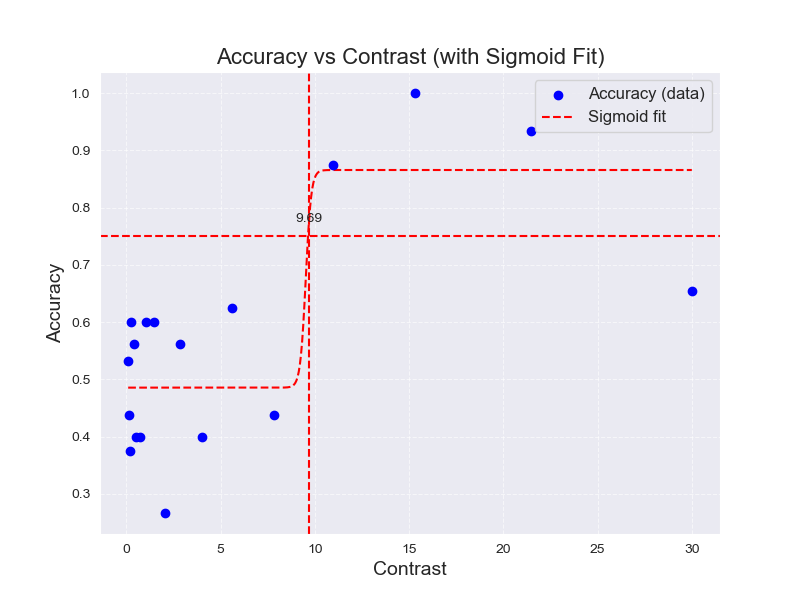 Accuracy vs Contrast (with Sigmoid Fit)
Accuracy (data)
Sigmoid fit
1.0
0.9
0.8
0.7
0.6
0.5
0.4
0.3
Accuracy
9.69
0 5 10 15 20 25 30
Contrast